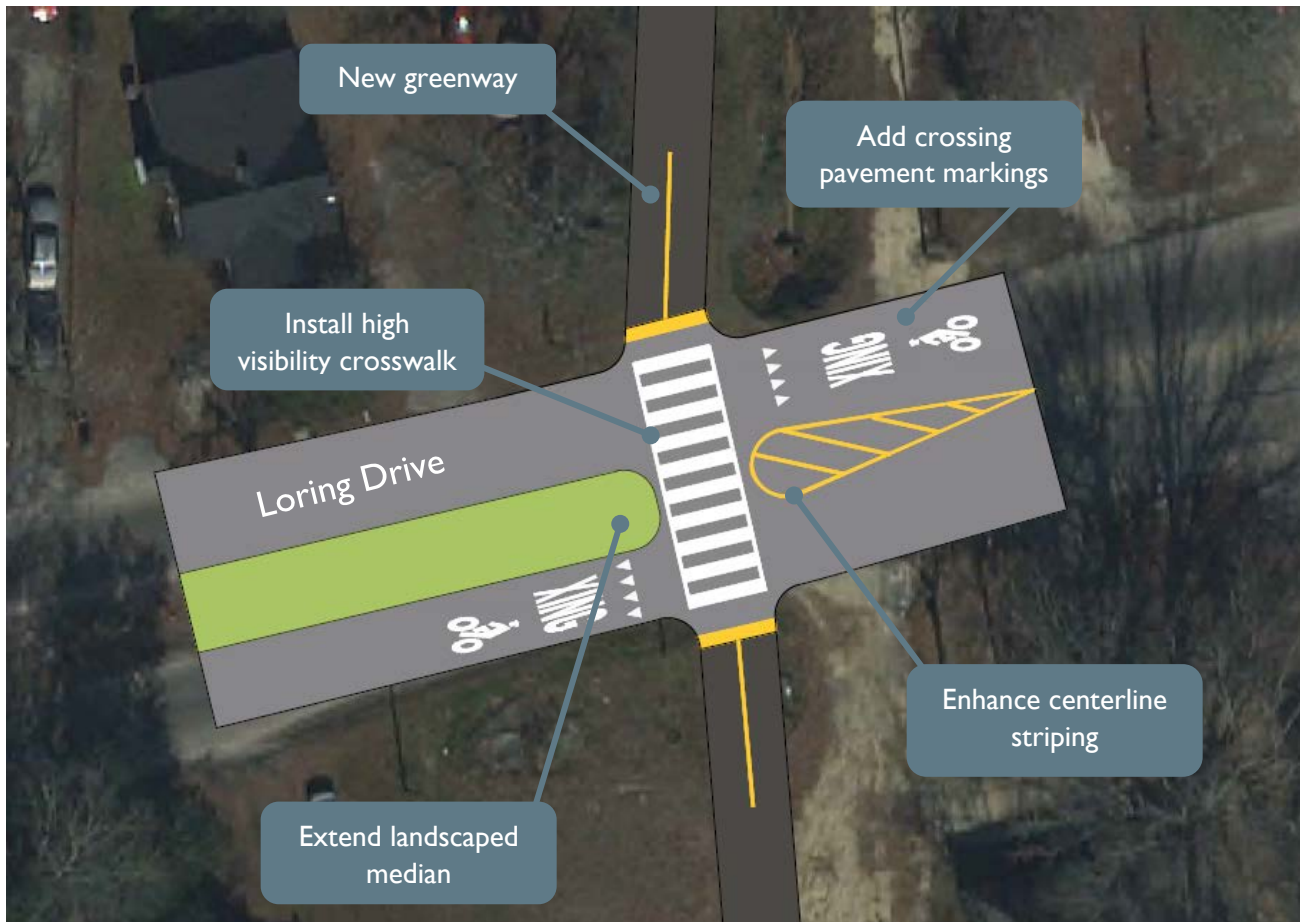 New greenway
Add crossing
pavement markings
Install high
visibility crosswalk
XING
Loring Drive
XING
Enhance centerline
striping
Extend landscaped
median